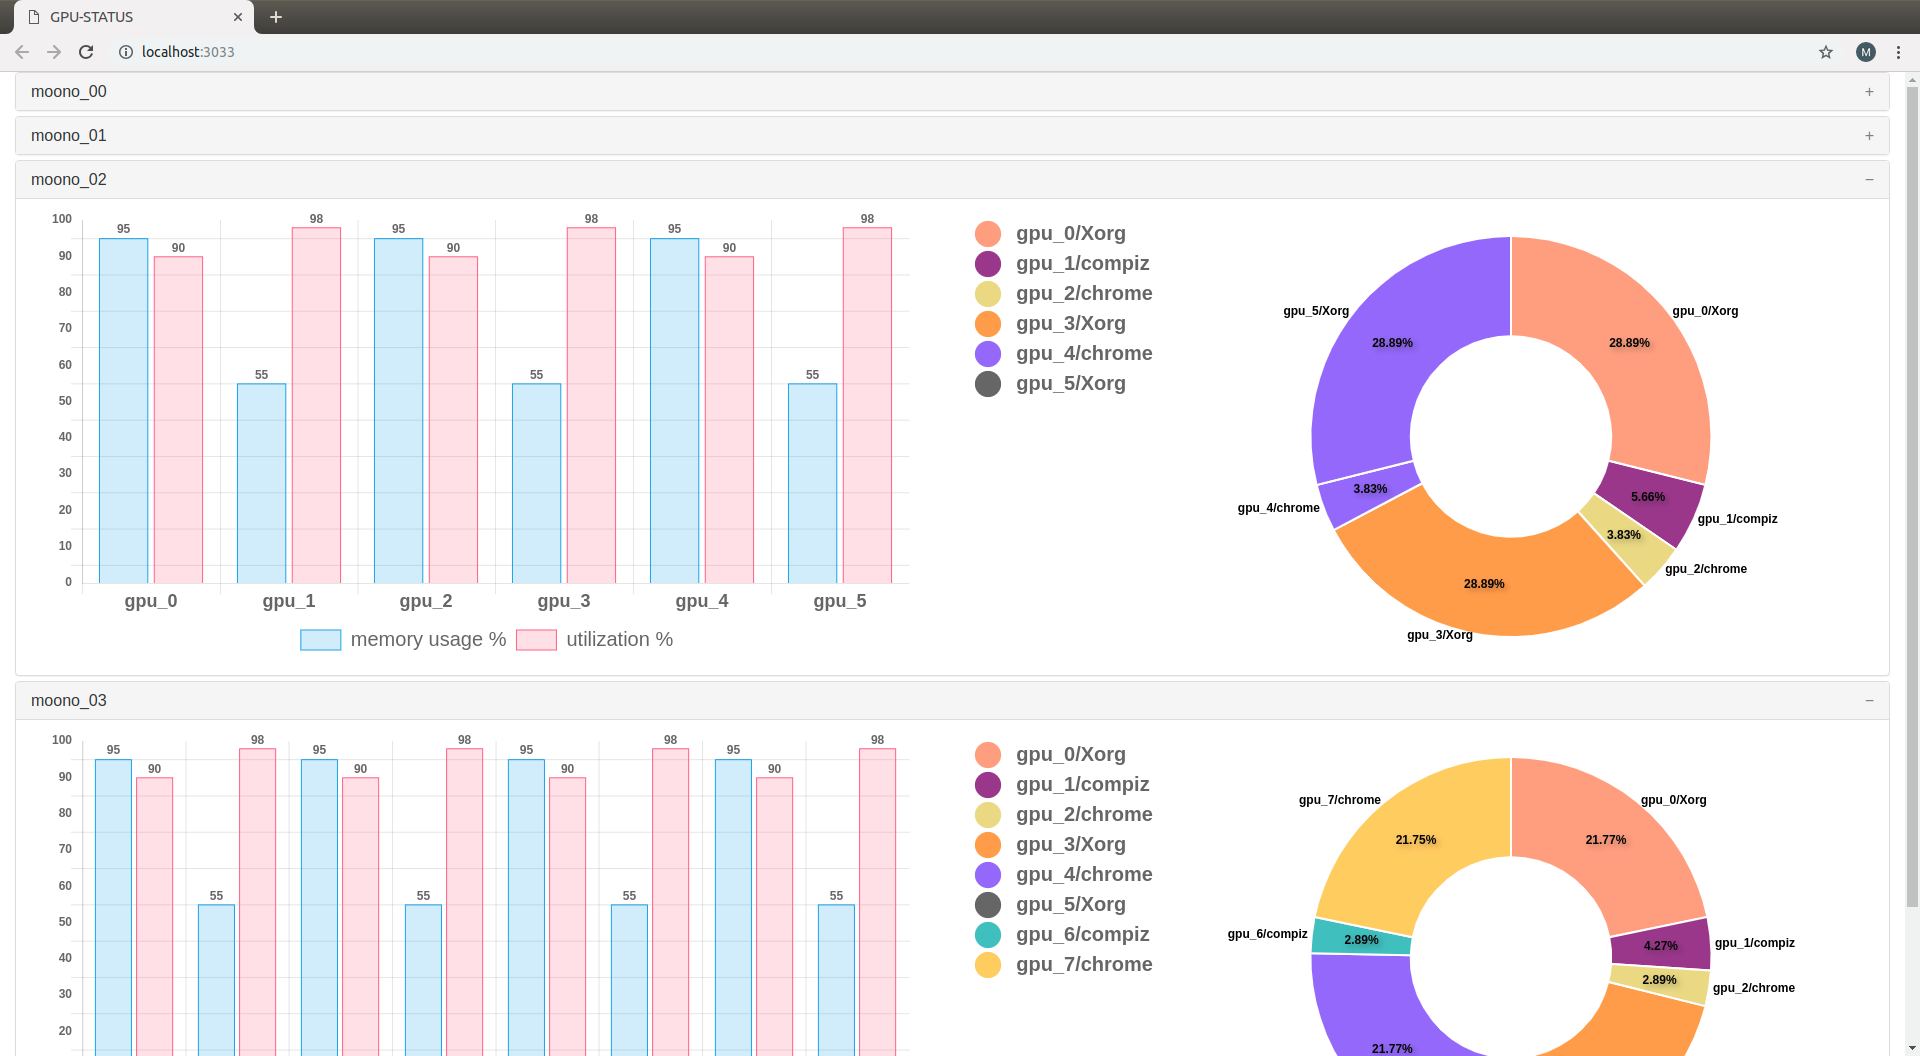 GPU-STATUS
localhost:3033
M
moono_00
+
moono_01
+
moono_02
−
100
90
80
70
60
50
40
30
20
10
0
95 90 55 98 95 90 55 98 95 90 55 98
gpu_0 gpu_1 gpu_2 gpu_3 gpu_4 gpu_5
memory usage % utilization %
gpu_0/Xorg
gpu_1/compiz
gpu_2/chrome
gpu_3/Xorg
gpu_4/chrome
gpu_5/Xorg
gpu_5/Xorg
28.89%
gpu_0/Xorg
28.89%
gpu_4/chrome
3.83%
5.66%
gpu_1/compiz
3.83%
gpu_2/chrome
28.89%
gpu_3/Xorg
moono_03
−
100
90
80
70
60
50
40
30
20
95 90 55 98 95 90 55 98 95 90 55 98 95 90 55 98
gpu_0/Xorg
gpu_1/compiz
gpu_2/chrome
gpu_3/Xorg
gpu_4/chrome
gpu_5/Xorg
gpu_6/compiz
gpu_7/chrome
gpu_7/chrome
21.75%
gpu_0/Xorg
21.77%
gpu_6/compiz
2.89%
4.27%
gpu_1/compiz
2.89%
gpu_2/chrome
21.77%